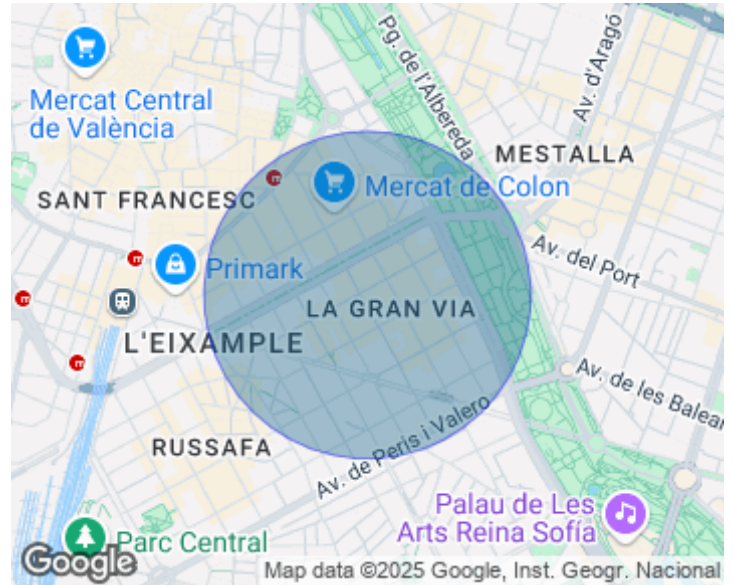 Pg. de l'Albereda
Av. d'Aragó
Mercat Central
de València
MESTALLA
SANT FRANCESC
Mercat de Colon
Av. del Port
Primark
LA GRAN VIA
L'EIXAMPLE
Av. de les Balear
RUSSAFA
Av. de Peris i Valero
Palau de Les
Arts Reina Sofía
Parc Central
Google
Map data ©2025 Google, Inst. Geogr. Nacional